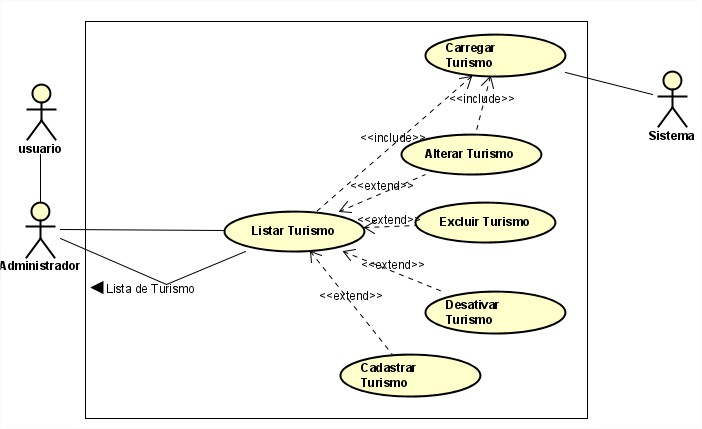 Carregar
Turismo
<<include>>
usuario
Sistema
<<include>>
Alterar Turismo
<<extend>>
<<extend>>
Excluir Turismo
Listar Turismo
Administrador
<<extend>>
Lista de Turismo
<<extend>>
Desativar
Turismo
Cadastrar
Turismo